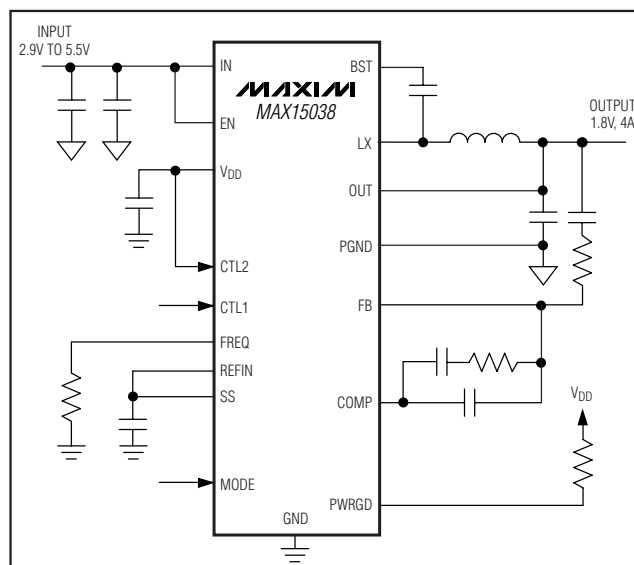 INPUT
2.9V TO 5.5V
IN
EN
VDD
CTL2
CTL1
FREQ
REFIN
SS
MODE
GND
MAXIM
MAX15038
BST
LX
OUT
PGND
FB
COMP
PWRGD
OUTPUT
1.8V, 4A
VDD